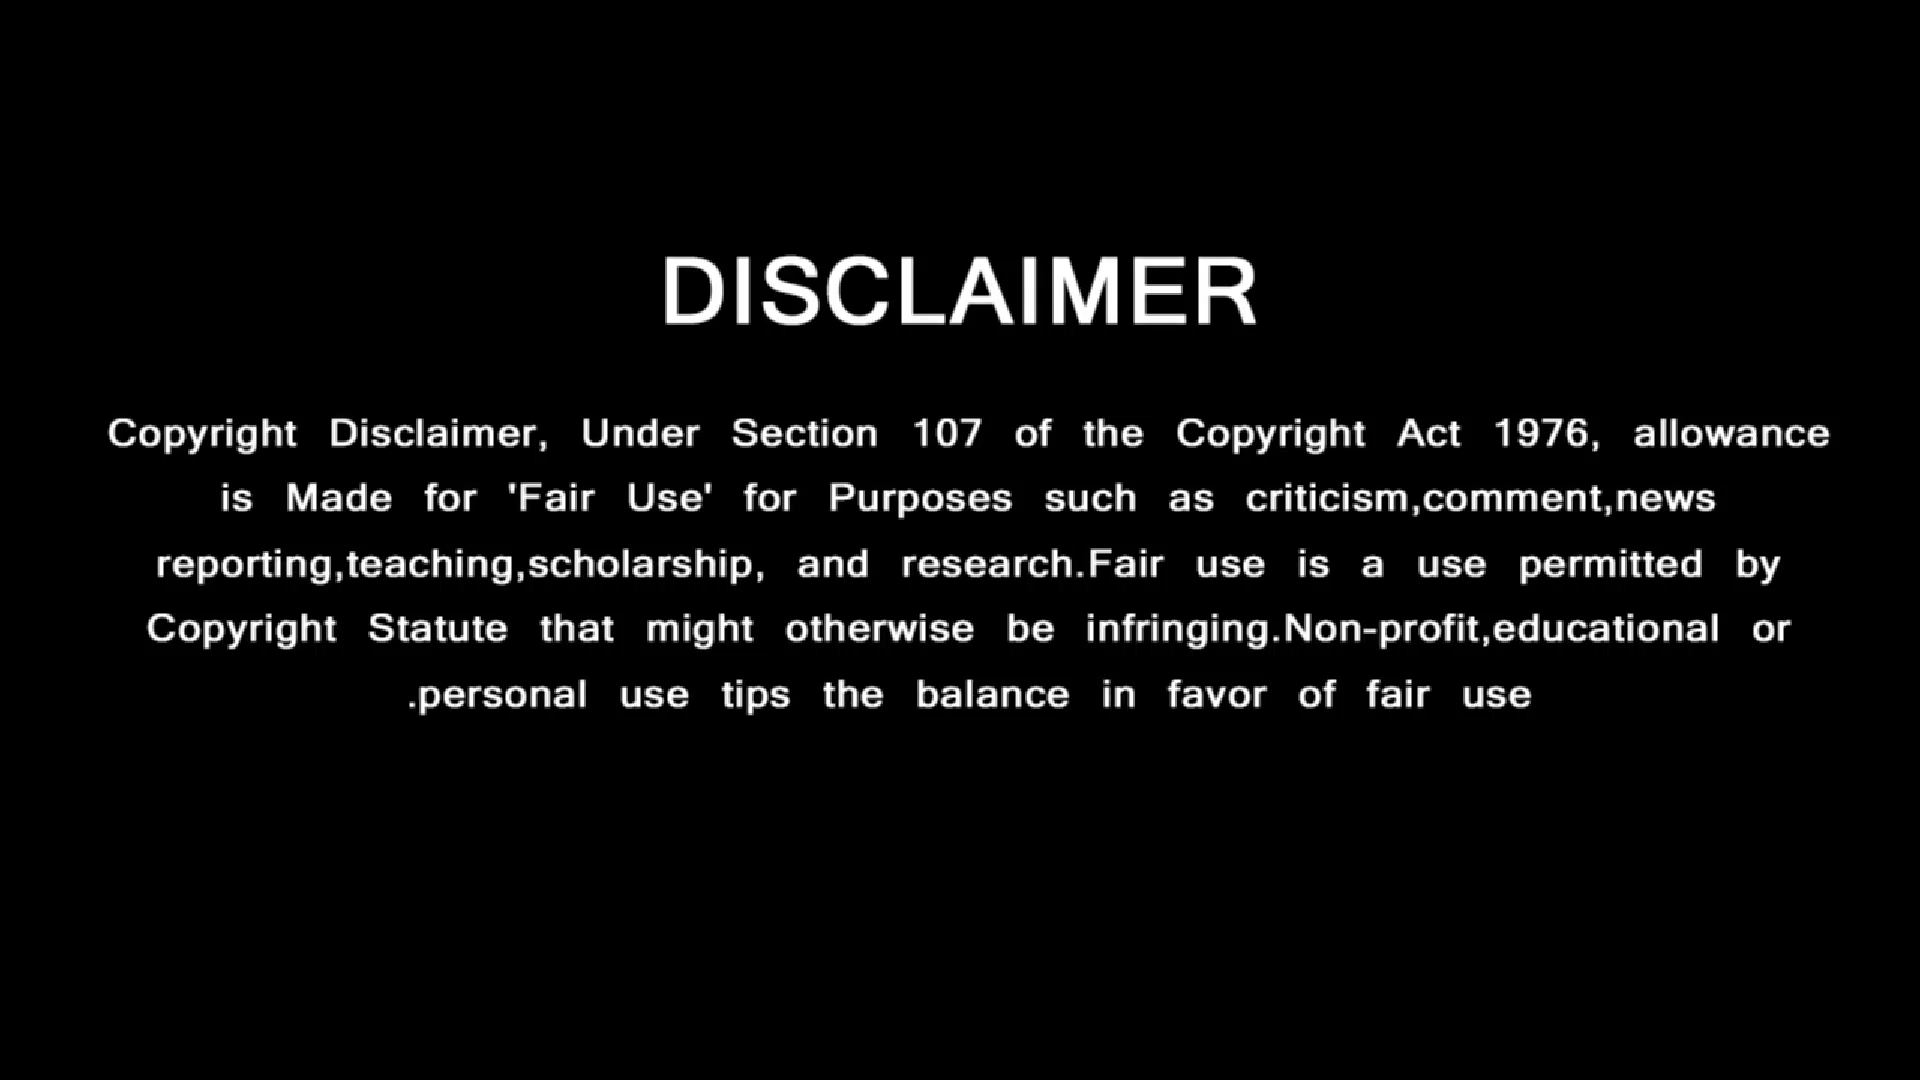 DISCLAIMER
Copyright Disclaimer, Under Section 107 of the Copyright Act 1976, allowance
is Made for 'Fair Use' for Purposes such as criticism,comment,news
reporting,teaching,scholarship, and research.Fair use is a use permitted by
Copyright Statute that might otherwise be infringing.Non-profit,educational or
.personal use tips the balance in favor of fair use